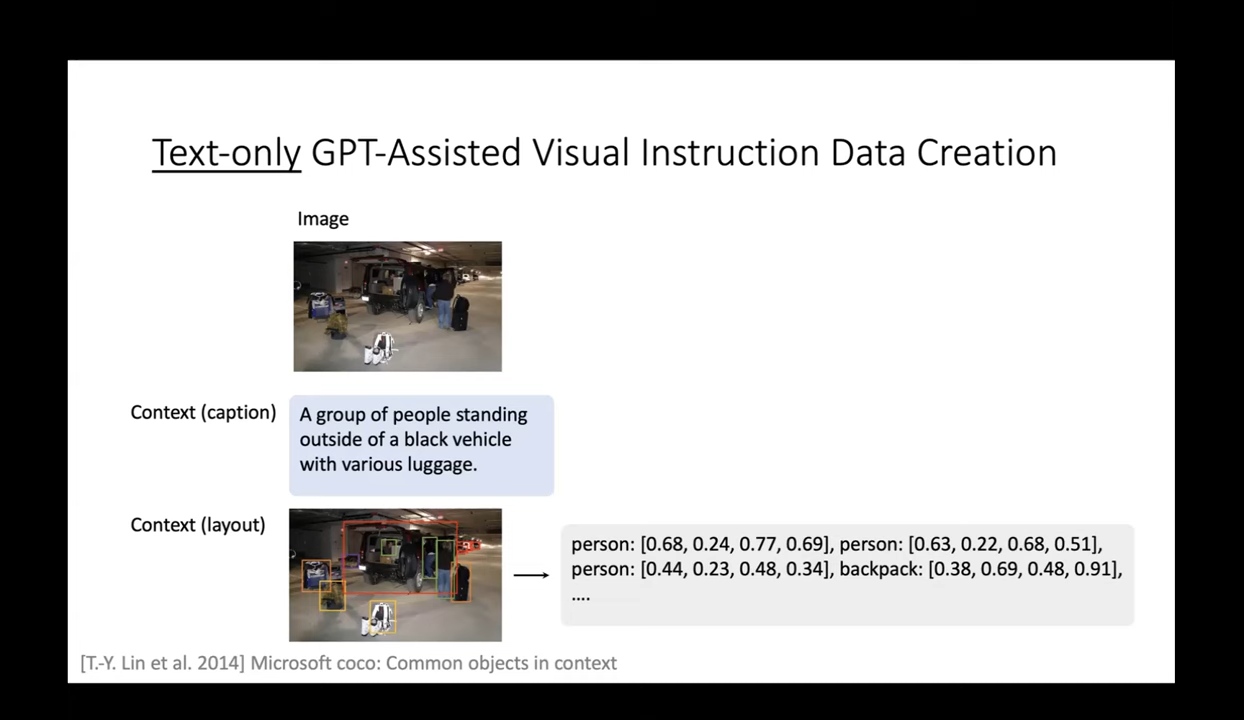 Text-only GPT-Assisted Visual Instruction Data Creation
Image
Context (caption)
A group of people standing
outside of a black vehicle
with various luggage.
Context (layout)
person: [0.68, 0.24, 0.77, 0.69], person: [0.63, 0.22, 0.68, 0.51],
person: [0.44, 0.23, 0.48, 0.34], backpack: [0.38, 0.69, 0.48, 0.91],
....
[T.-Y. Lin et al. 2014] Microsoft coco: Common objects in context